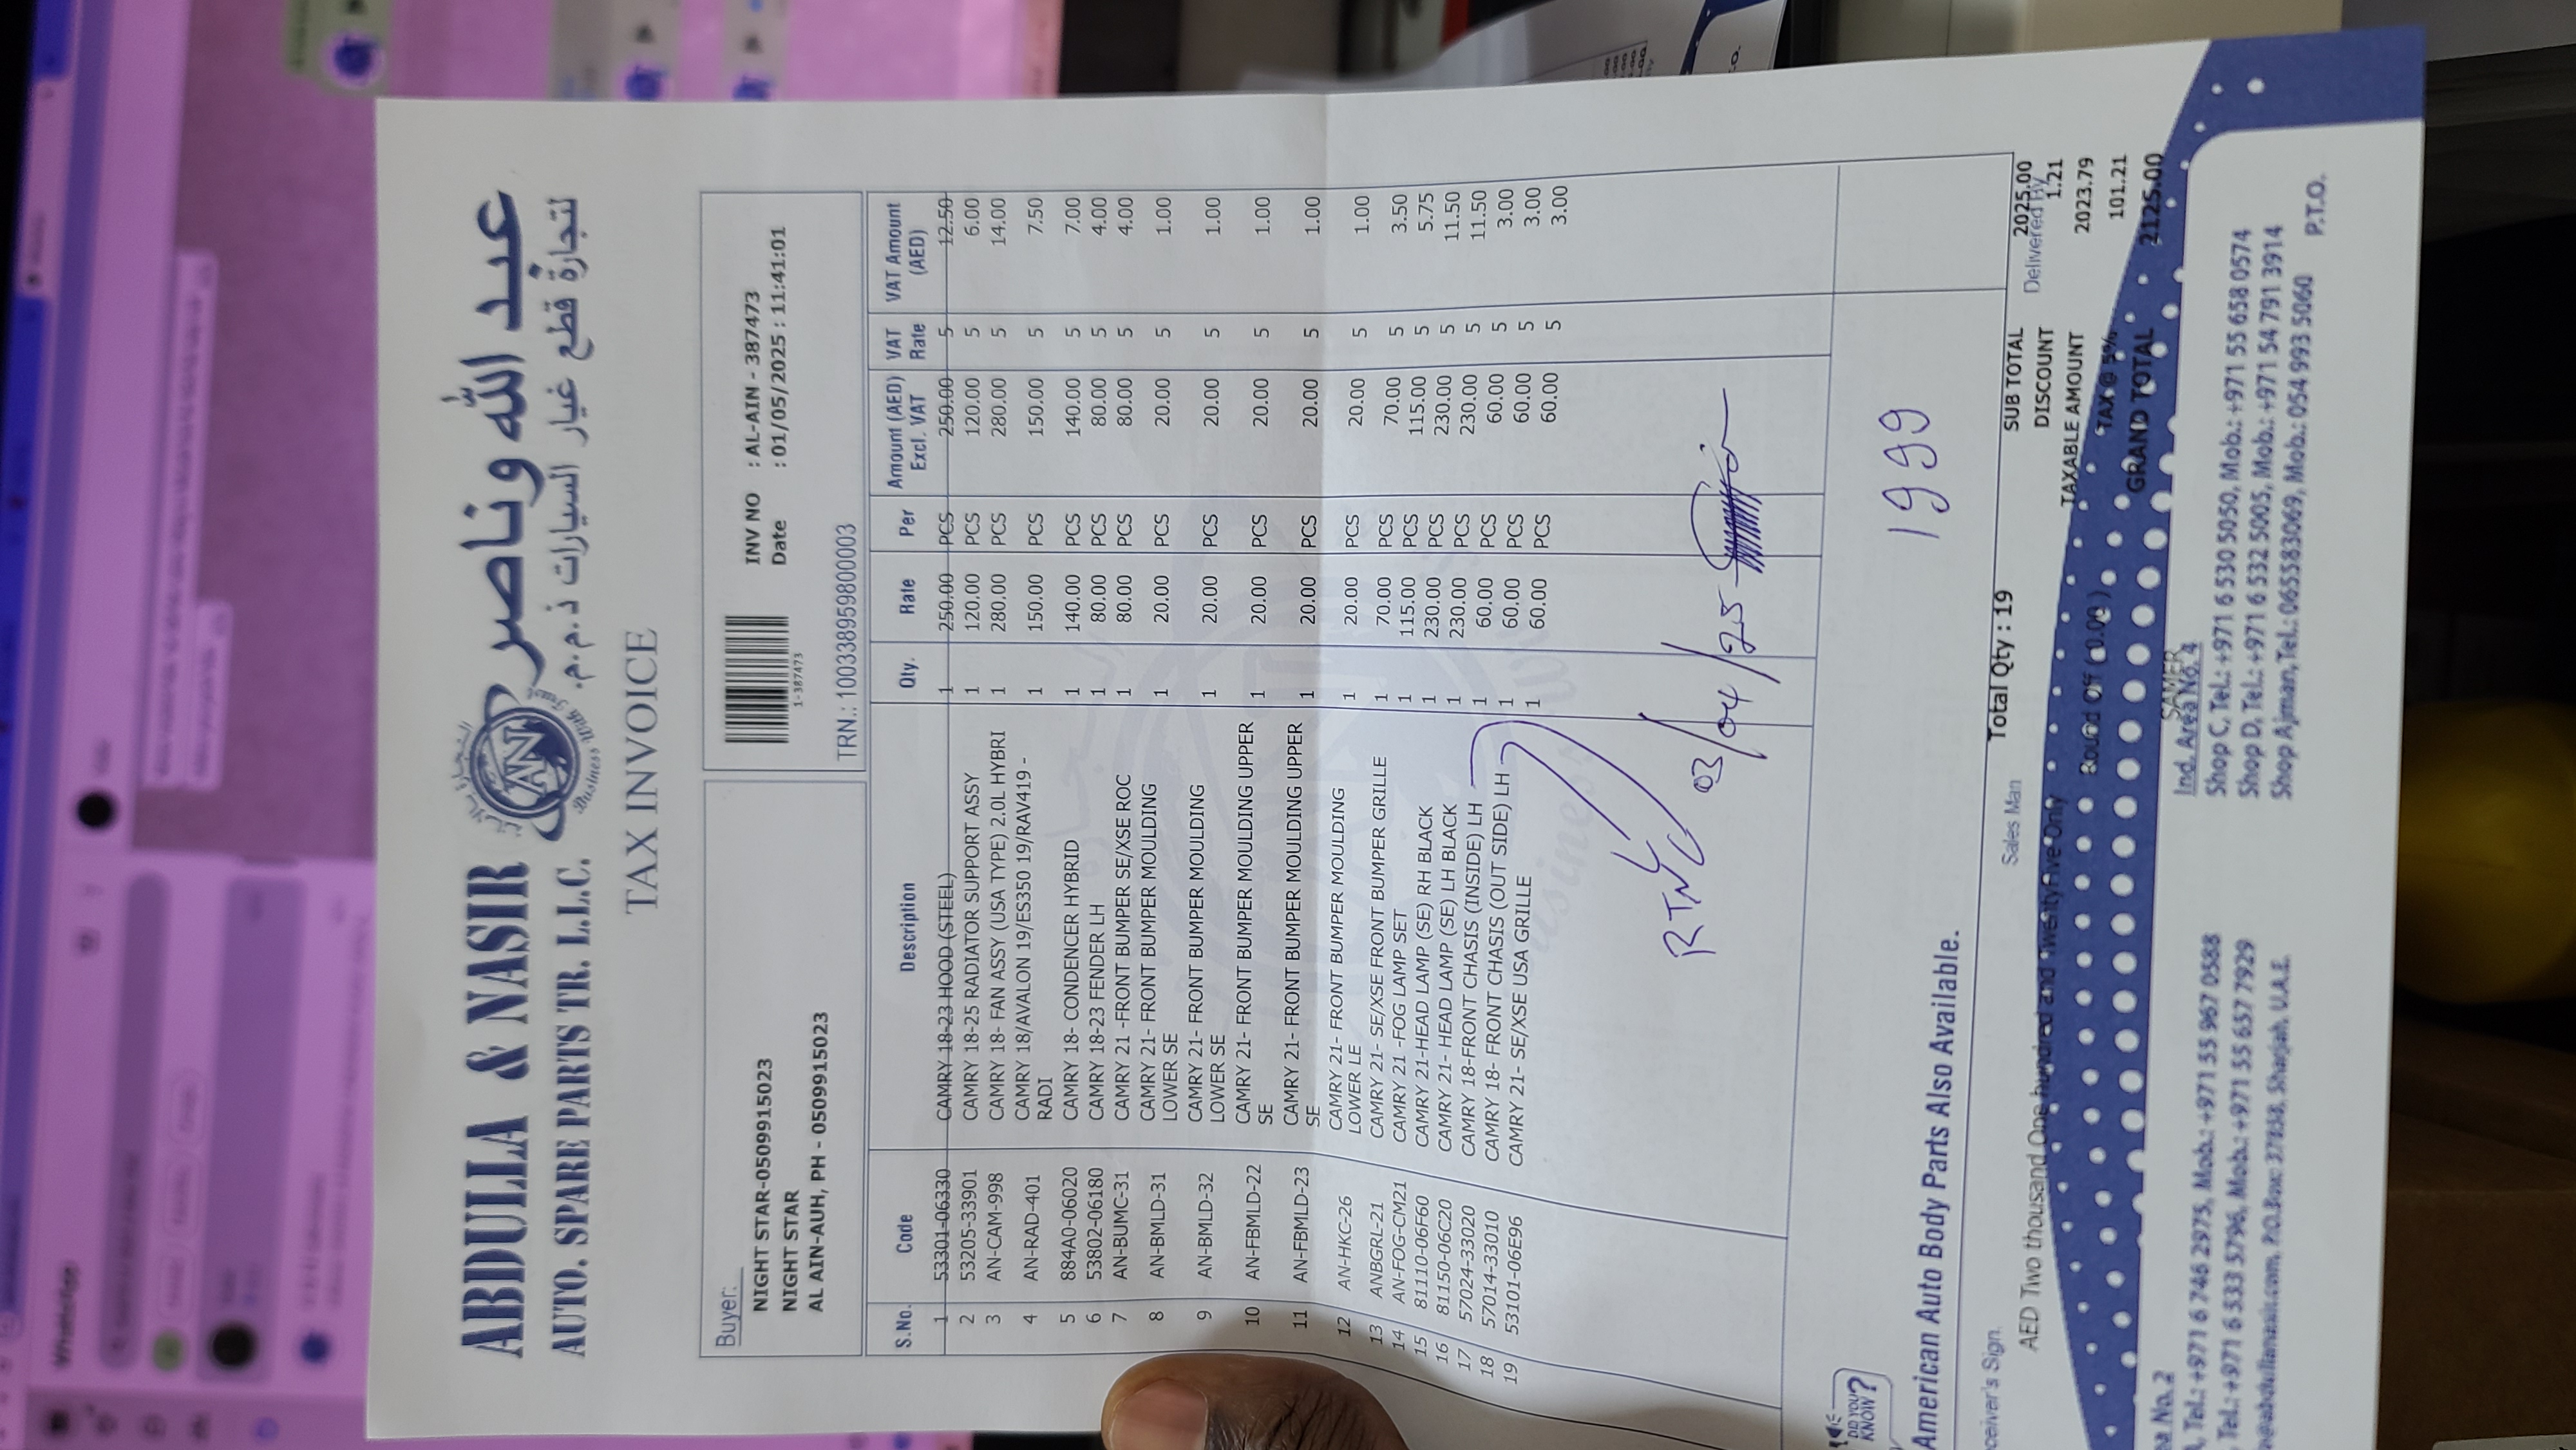 ABDULLA & NASIR
عبد الله وناصر
AUTO. SPARE PARTS TR. L.L.C.
لتجارة قطع غيار السيارات ذ.م.م.
AN
Business With Trust
TAX INVOICE
Buyer:
NIGHT STAR-0509915023
NIGHT STAR
AL AIN-AUH, PH - 0509915023
1-387473
INV NO : AL-AIN - 387473
Date : 01/05/2025 : 11:41:01
TRN.: 100338959800003
S.No. Code Description Qty. Rate Per Amount (AED) Excl. VAT VAT Rate VAT Amount (AED)
1 53301-06330 CAMRY 18-23 HOOD (STEEL) 1 250.00 PCS 250.00 5 12.50
2 53205-33901 CAMRY 18-25 RADIATOR SUPPORT ASSY 1 120.00 PCS 120.00 5 6.00
3 AN-CAM-998 CAMRY 18- FAN ASSY (USA TYPE) 2.0L HYBRI 1 280.00 PCS 280.00 5 14.00
4 AN-RAD-401 CAMRY 18/AVALON 19/ES350 19/RAV419 - 1 150.00 PCS 150.00 5 7.50
RADI
5 884A0-06020 CAMRY 18- CONDENCER HYBRID 1 140.00 PCS 140.00 5 7.00
6 53802-06180 CAMRY 18-23 FENDER LH 1 80.00 PCS 80.00 5 4.00
7 AN-BUMC-31 CAMRY 21 -FRONT BUMPER SE/XSE ROC 1 80.00 PCS 80.00 5 4.00
8 AN-BMLD-31 CAMRY 21- FRONT BUMPER MOULDING 1 20.00 PCS 20.00 5 1.00
LOWER SE
9 AN-BMLD-32 CAMRY 21- FRONT BUMPER MOULDING 1 20.00 PCS 20.00 5 1.00
LOWER SE
10 AN-FBMLD-22 CAMRY 21- FRONT BUMPER MOULDING UPPER 1 20.00 PCS 20.00 5 1.00
SE
11 AN-FBMLD-23 CAMRY 21- FRONT BUMPER MOULDING UPPER 1 20.00 PCS 20.00 5 1.00
SE
12 AN-HKC-26 CAMRY 21- FRONT BUMPER MOULDING 1 20.00 PCS 20.00 5 1.00
LOWER LE
13 ANBGRL-21 CAMRY 21- SE/XSE FRONT BUMPER GRILLE 1 70.00 PCS 70.00 5 3.50
14 AN-FOG-CM21 CAMRY 21 -FOG LAMP SET 1 115.00 PCS 115.00 5 5.75
15 81110-06F60 CAMRY 21-HEAD LAMP (SE) RH BLACK 1 230.00 PCS 230.00 5 11.50
16 81150-06C20 CAMRY 21- HEAD LAMP (SE) LH BLACK 1 230.00 PCS 230.00 5 11.50
17 57024-33020 CAMRY 18-FRONT CHASIS (INSIDE) LH 1 60.00 PCS 60.00 5 3.00
18 57014-33010 CAMRY 18- FRONT CHASIS (OUT SIDE) LH 1 60.00 PCS 60.00 5 3.00
19 53101-06E96 CAMRY 21- SE/XSE USA GRILLE 1 60.00 PCS 60.00 5 3.00
RTN
03/04/25
1999
DID YOU KNOW?
American Auto Body Parts Also Available.
Total Qty : 19
SUB TOTAL 2025.00
Sales Man
Delivered By
DISCOUNT 1.21
AED Two thousand One hundred and Twenty Five Only
TAXABLE AMOUNT 2023.79
TAX @ 5% 101.21
GRAND TOTAL 2125.00
SAMER
Ind. Area No. 4
Shop C, Tel.: +971 6 530 5050, Mob.: +971 55 658 0574
Shop D, Tel.: +971 6 532 5005, Mob.: +971 54 791 3914
Shop Ajman, Tel.: 065583069, Mob.: 054 993 5060
P.T.O.
Tel.: +971 6 746 2975, Mob.: +971 55 967 0588
Tel.: +971 6 533 5796, Mob.: +971 55 657 7929
P.O.Box: 37858, Sharjah, U.A.E.
WhatsApp